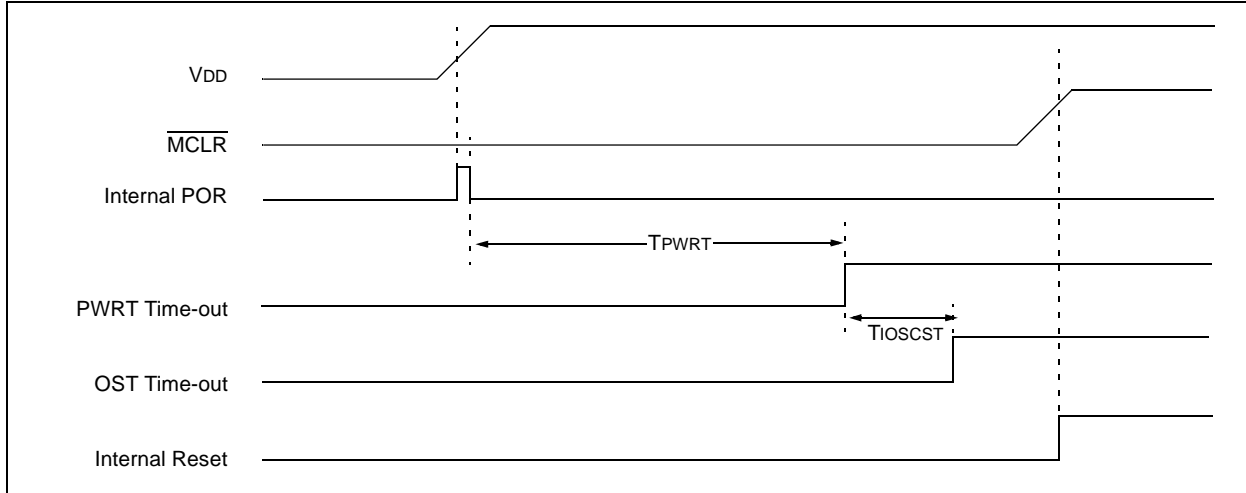 VDD
MCLR
Internal POR
TPWRT
PWRT Time-out
TIOSCST
OST Time-out
Internal Reset